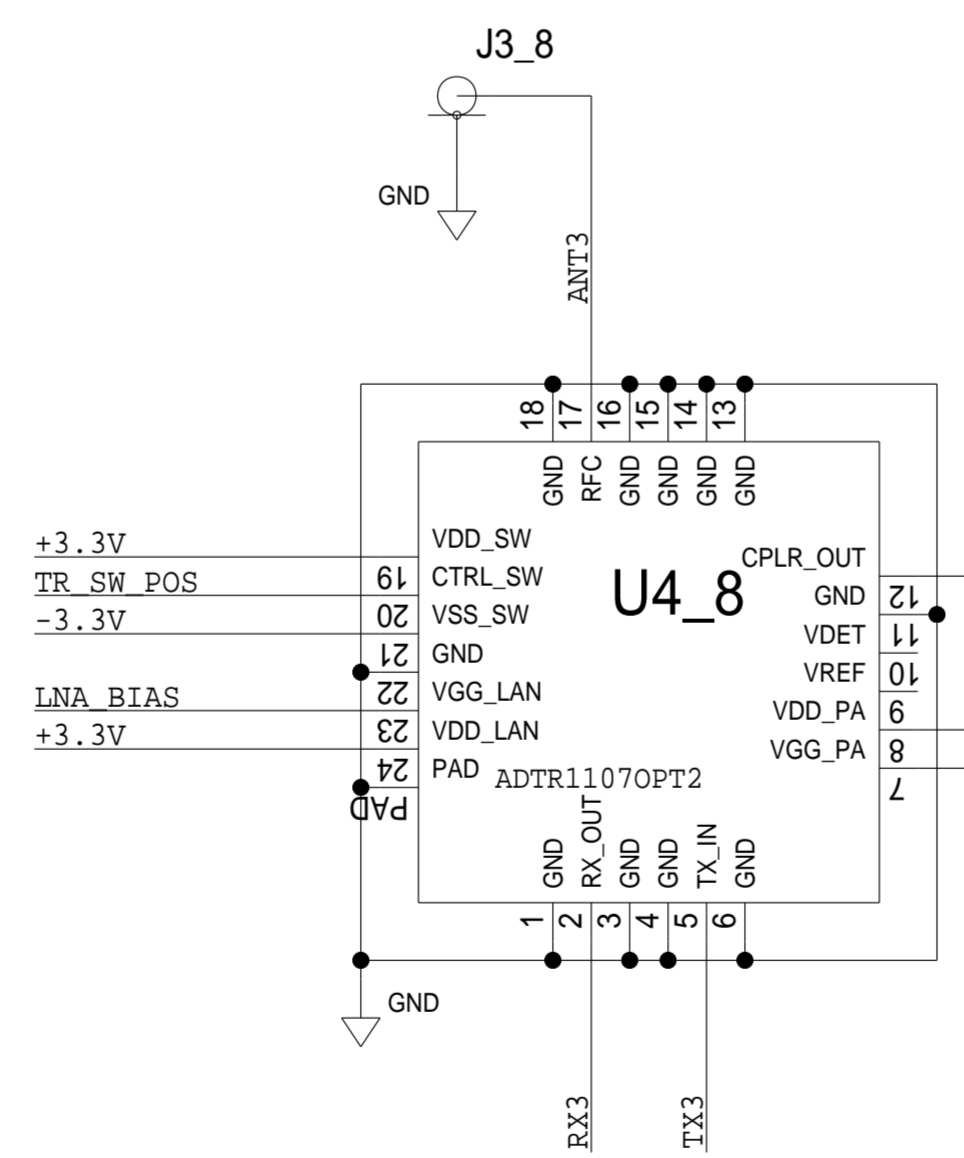 J3_8
GND
ANT3
18
17
16
15
14
13
GND
RFC
GND
GND
GND
GND
+3.3V
TR_SW_POS
-3.3V
LNA_BIAS
+3.3V
19
20
21
22
23
24
PAD
VDD_SW
CTRL_SW
VSS_SW
GND
VGG_LAN
VDD_LAN
PAD
U4_8
ADTR1107OPT2
CPLR_OUT
GND
VDET
VREF
VDD_PA
VGG_PA
12
11
10
9
8
7
GND
RX_OUT
GND
GND
TX_IN
GND
1
2
3
4
5
6
GND
RX3
TX3